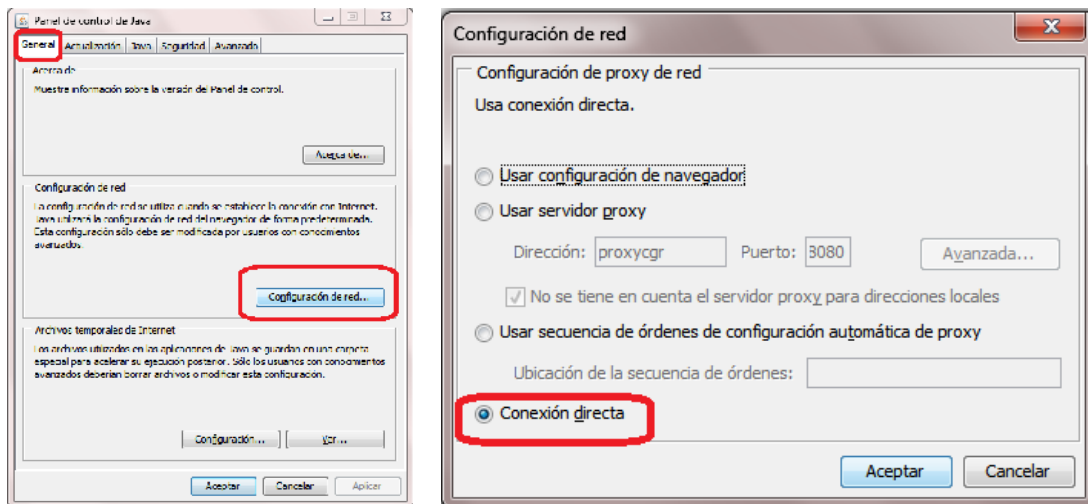 Panel de control de Java
General Actualización Java Seguridad Avanzado
Acerca de
Muestre información sobre la versión del Panel de control.
Acerca de...
Configuración de red
La configuración de red se utiliza cuando se establece la conexión con Internet.
Java utilizará la configuración de red del navegador de forma predeterminada.
Esta configuración sólo debe ser modificada por usuarios con conocimientos
avanzados.
Configuración de red...
Archivos temporales de Internet
Los archivos utilizados en las aplicaciones de Java se guardan en una carpeta
especial para acelerar su ejecución posterior. Sólo los usuarios con conocimientos
avanzados deberían borrar archivos o modificar esta configuración.
Configuración... Ver...
Aceptar Cancelar Aplicar
Configuración de red
Configuración de proxy de red
Usa conexión directa.
Usar configuración de navegador
Usar servidor proxy
Dirección: proxycgr Puerto: 8080 Avanzada...
No se tiene en cuenta el servidor proxy para direcciones locales
Usar secuencia de órdenes de configuración automática de proxy
Ubicación de la secuencia de órdenes:
Conexión directa
Aceptar Cancelar